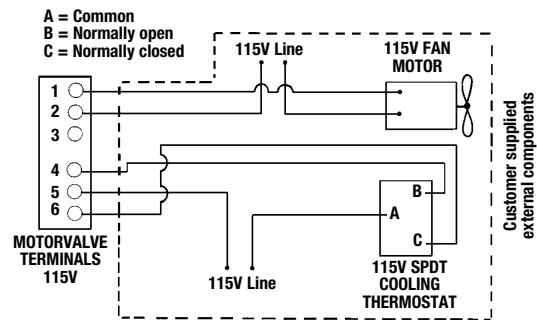 A = Common
B = Normally open
C = Normally closed
115V Line
115V FAN
MOTOR
1
2
3
4
5
6
MOTORVALVE
TERMINALS
115V
B
A
C
115V SPDT
COOLING
THERMOSTAT
115V Line
Customer supplied
external components